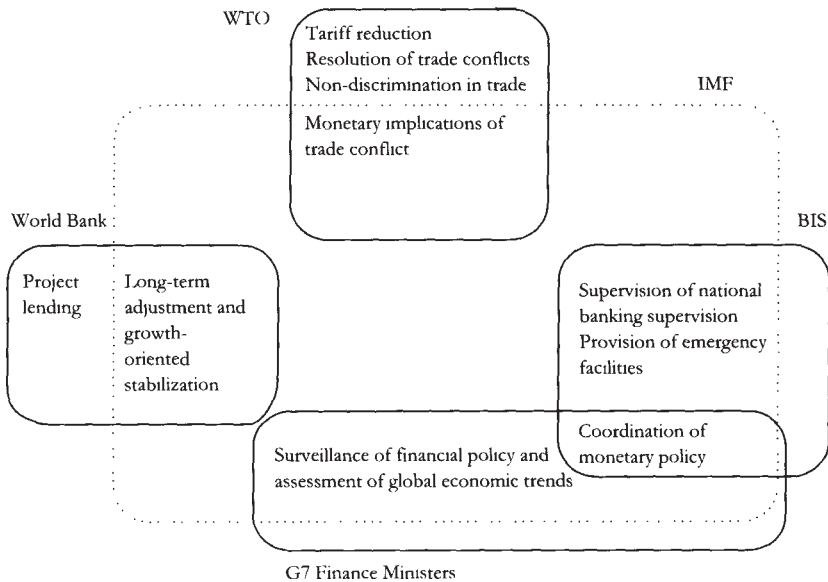 WTO
Tariff reduction
Resolution of trade conflicts
Non-discrimination in trade
IMF
Monetary implications of
trade conflict
World Bank
BIS
Project
lending
Long-term
adjustment and
growth-
oriented
stabilization
Supervision of national
banking supervision
Provision of emergency
facilities
Coordination of
monetary policy
Surveillance of financial policy and
assessment of global economic trends
G7 Finance Ministers